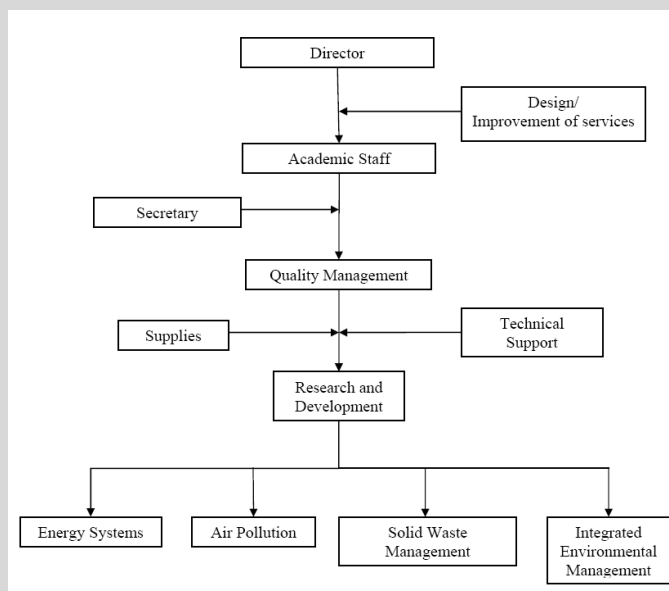 Director
Design/
Improvement of services
Academic Staff
Secretary
Quality Management
Supplies
Technical
Support
Research and
Development
Energy Systems
Air Pollution
Solid Waste
Management
Integrated
Environmental
Management